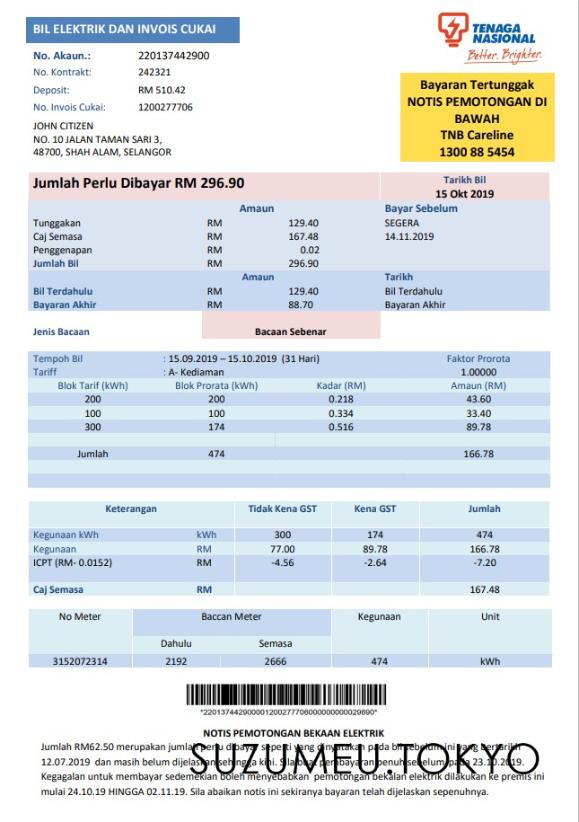 BIL ELEKTRIK DAN INVOIS CUKAI
TENAGA
NASIONAL
Better. Brighter.
No. Akaun.: 220137442900
No. Kontrakt: 242321
Deposit: RM 510.42
No. Invois Cukai: 1200277706
JOHN CITIZEN
NO. 10 JALAN TAMAN SARI 3,
48700, SHAH ALAM, SELANGOR
Bayaran Tertunggak
NOTIS PEMOTONGAN DI
BAWAH
TNB Careline
1300 88 5454
Jumlah Perlu Dibayar RM 296.90
Tarikh Bil
15 Okt 2019
Amaun Bayar Sebelum
Tunggakan RM 129.40 SEGERA
Caj Semasa RM 167.48 14.11.2019
Penggenapan RM 0.02
Jumlah Bil RM 296.90
Amaun Tarikh
Bil Terdahulu RM 129.40 Bil Terdahulu
Bayaran Akhir RM 88.70 Bayaran Akhir
Jenis Bacaan Bacaan Sebenar
Tempoh Bil : 15.09.2019 – 15.10.2019 (31 Hari) Faktor Prorota
Tariff : A- Kediaman 1.00000
Blok Tarif (kWh) Blok Prorata (kWh) Kadar (RM) Amaun (RM)
200 200 0.218 43.60
100 100 0.334 33.40
300 174 0.516 89.78
Jumlah 474 166.78
Keterangan Tidak Kena GST Kena GST Jumlah
Kegunaan kWh kWh 300 174 474
Kegunaan RM 77.00 89.78 166.78
ICPT (RM- 0.0152) RM -4.56 -2.64 -7.20
Caj Semasa RM 167.48
No Meter Baccan Meter Kegunaan Unit
Dahulu Semasa
3152072314 2192 2666 474 kWh
NOTIS PEMOTONGAN BEKAAN ELEKTRIK
Jumlah RM62.50 merupakan jumlah perlu dibayar seperti yang dinyatakan pada bil sebelum ini yang bertarikh
12.07.2019 dan masih belum dijelaskan sehingga kini. Sila buat pembayaran penuh sebelum pada 23.10.2019.
Kegagalan untuk membayar sedemekian boleh menyebabkan pemotongan bekalan elektrik dilakukan ke premis ini
mulai 24.10.19 HINGGA 02.11.19. Sila abaikan notis ini sekiranya bayaran telah dijelaskan sepenuhnya.
SUZUMEU.TOKYO